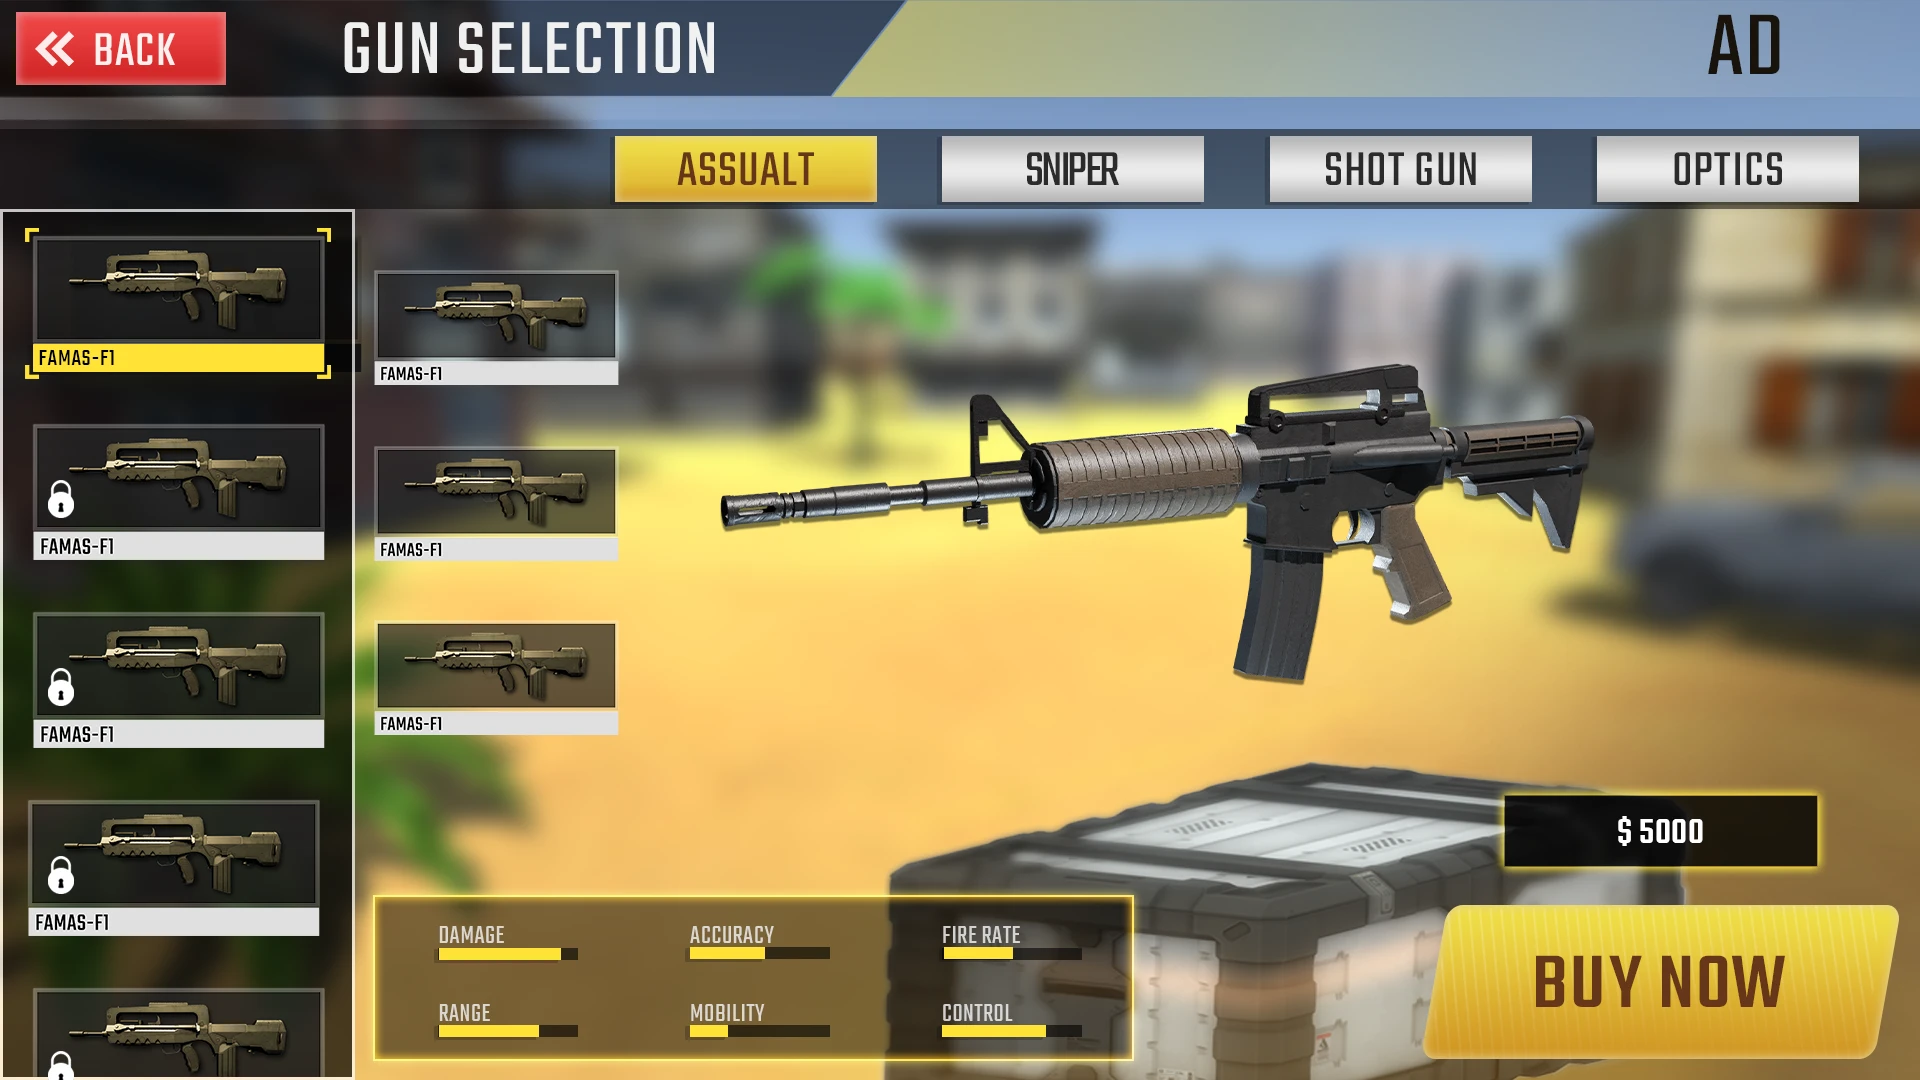 BACK
GUN SELECTION
AD
ASSUALT
SNIPER
SHOT GUN
OPTICS
FAMAS-F1
FAMAS-F1
FAMAS-F1
FAMAS-F1
FAMAS-F1
FAMAS-F1
FAMAS-F1
$ 5000
DAMAGE
ACCURACY
FIRE RATE
RANGE
MOBILITY
CONTROL
BUY NOW